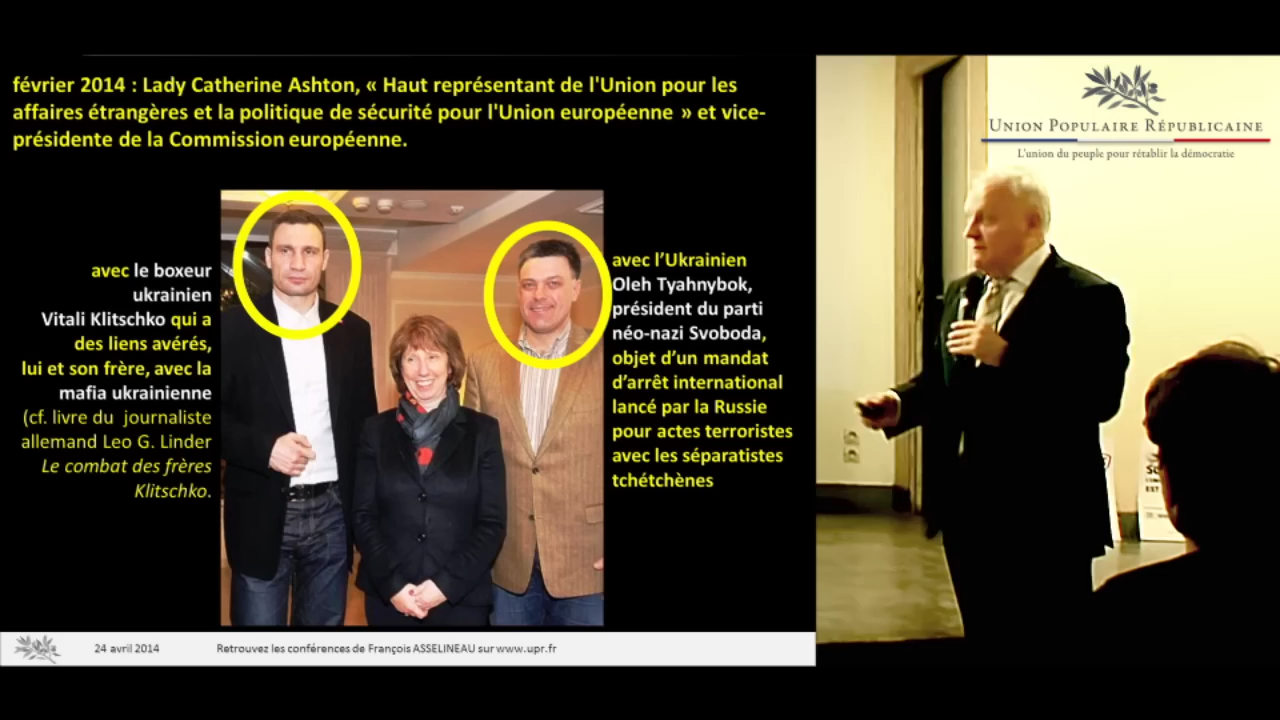 février 2014 : Lady Catherine Ashton, « Haut représentant de l'Union pour les
affaires étrangères et la politique de sécurité pour l'Union européenne » et vice-
présidente de la Commission européenne.
avec le boxeur
ukrainien
Vitali Klitschko qui a
des liens avérés,
lui et son frère, avec la
mafia ukrainienne
(cf. livre du journaliste
allemand Leo G. Linder
Le combat des frères
Klitschko.
avec l'Ukrainien
Oleh Tyahnybok,
président du parti
néo-nazi Svoboda,
objet d'un mandat
d'arrêt international
lancé par la Russie
pour actes terroristes
avec les séparatistes
tchétchènes
24 avril 2014 Retrouvez les conférences de François ASSELINEAU sur www.upr.fr
UNION POPULAIRE RÉPUBLICAINE
L'union du peuple pour rétablir la démocratie